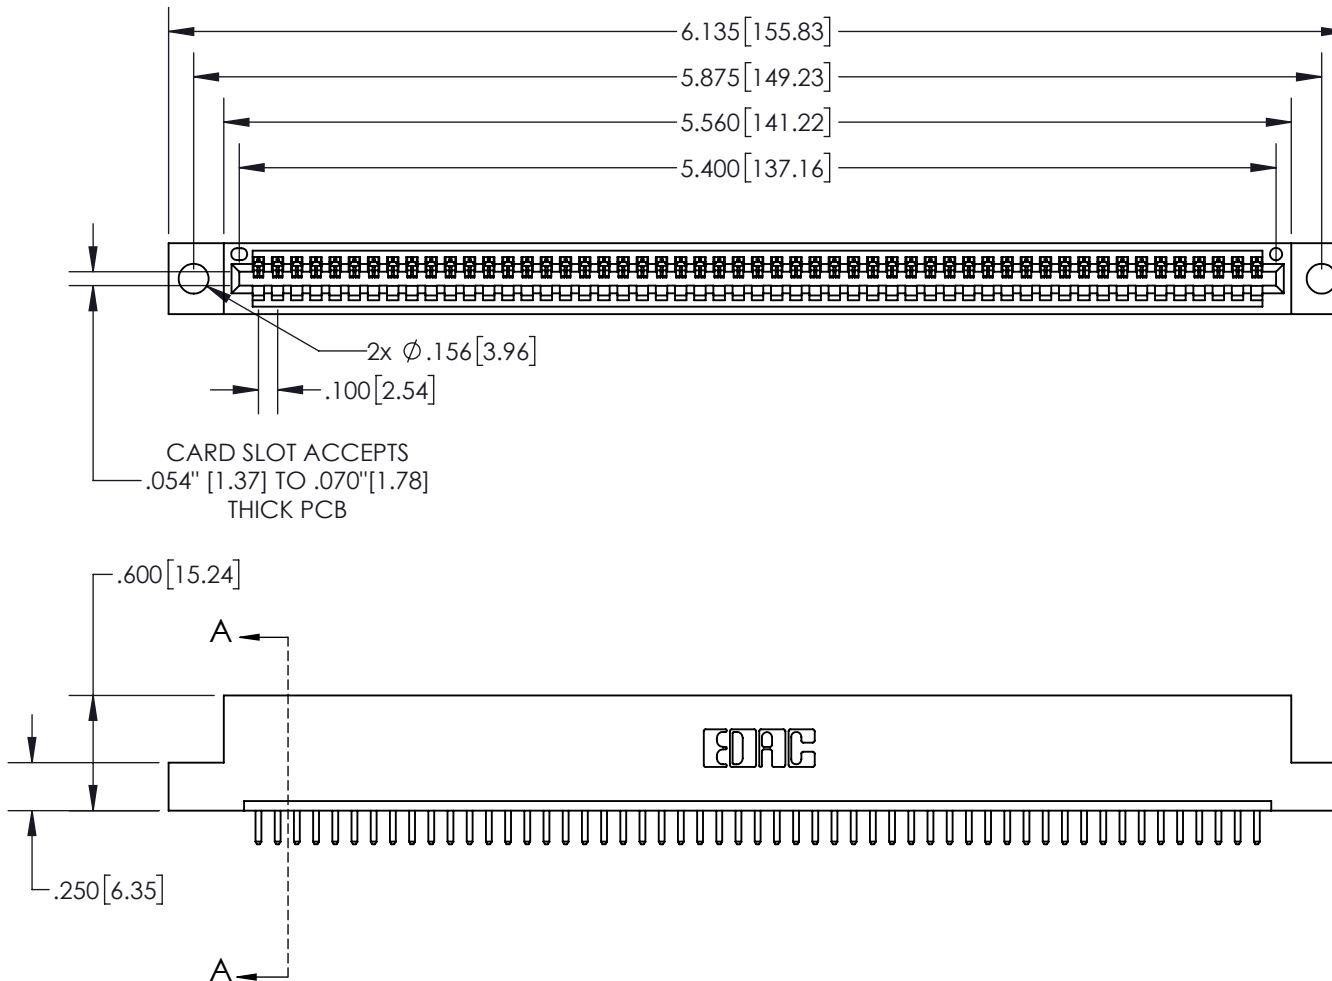 6.135[155.83]
5.875[149.23]
5.560[141.22]
5.400[137.16]
2x Ø.156[3.96]
.100[2.54]
CARD SLOT ACCEPTS
.054" [1.37] TO .070"[1.78]
THICK PCB
.600[15.24]
A
EDAC
.250[6.35]
A